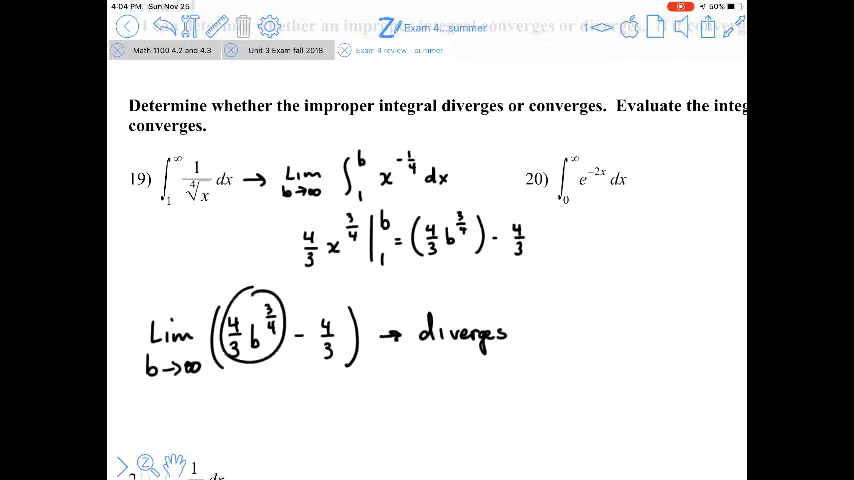 4:04 PM Sun Nov 25 50%
Exam 4...summer
Math 1100 4.2 and 4.3 Unit 3 Exam fall 2018 Exam 4 review - summer
Determine whether the improper integral diverges or converges. Evaluate the integ
converges.
19) ∫₁^∞ 1/∜x dx → Lim b→∞ ∫₁^b x^(-1/4) dx 20) ∫₀^∞ e^(-2x) dx
4/3 x^(3/4) |₁^b = (4/3 b^(3/4)) - 4/3
Lim b→∞ (4/3 b^(3/4) - 4/3) → diverges